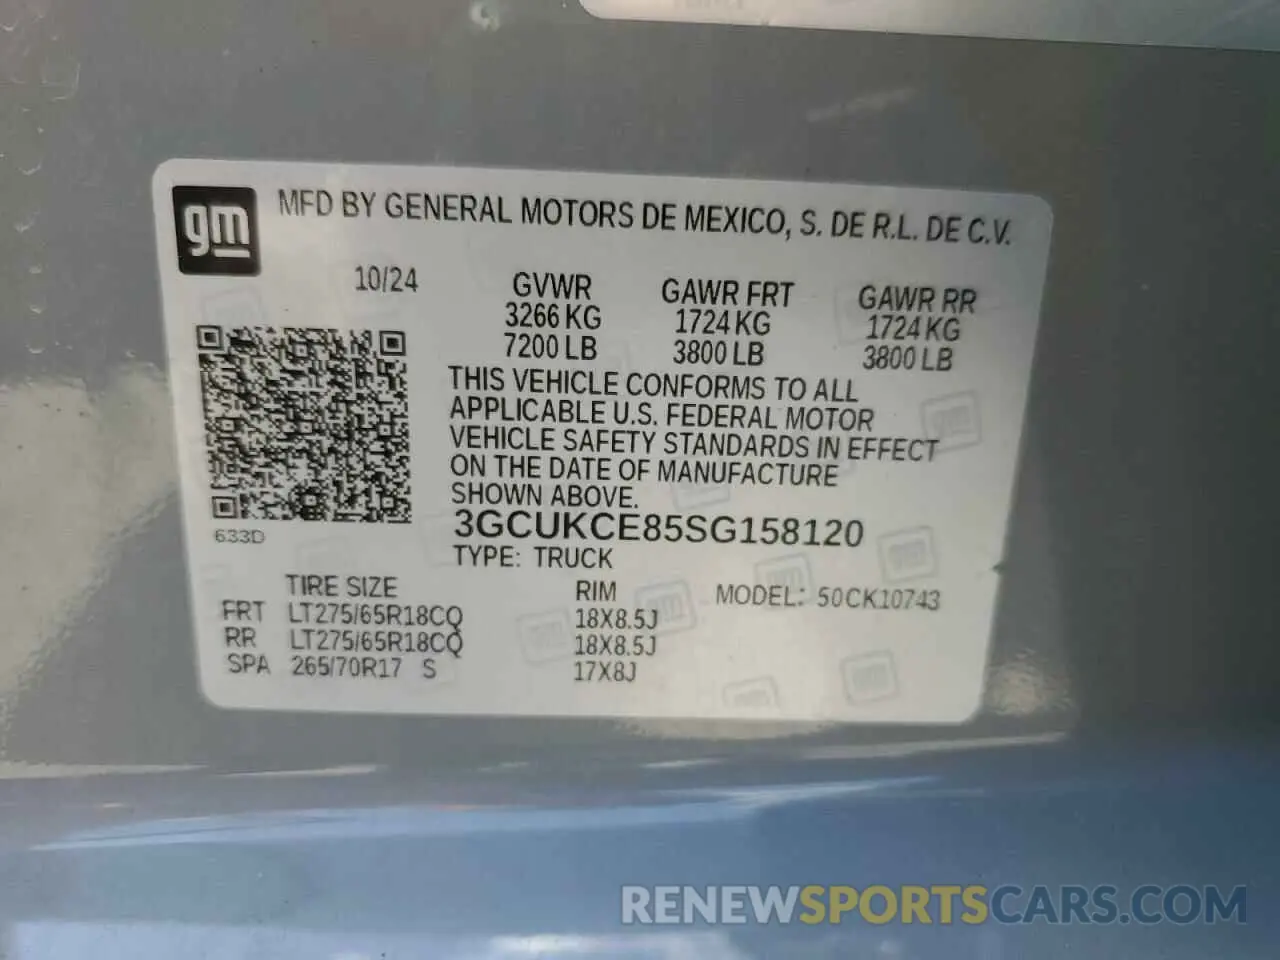 gm
MFD BY GENERAL MOTORS DE MEXICO, S. DE R.L. DE C.V.
10/24 GVWR GAWR FRT GAWR RR
3266 KG 1724 KG 1724 KG
7200 LB 3800 LB 3800 LB
THIS VEHICLE CONFORMS TO ALL
APPLICABLE U.S. FEDERAL MOTOR
VEHICLE SAFETY STANDARDS IN EFFECT
ON THE DATE OF MANUFACTURE
SHOWN ABOVE.
3GCUKCE85SG158120
633D
TYPE: TRUCK
TIRE SIZE RIM MODEL: 50CK10743
FRT LT275/65R18CQ 18X8.5J
RR LT275/65R18CQ 18X8.5J
SPA 265/70R17 S 17X8J
RENEWSPORTSCARS.COM